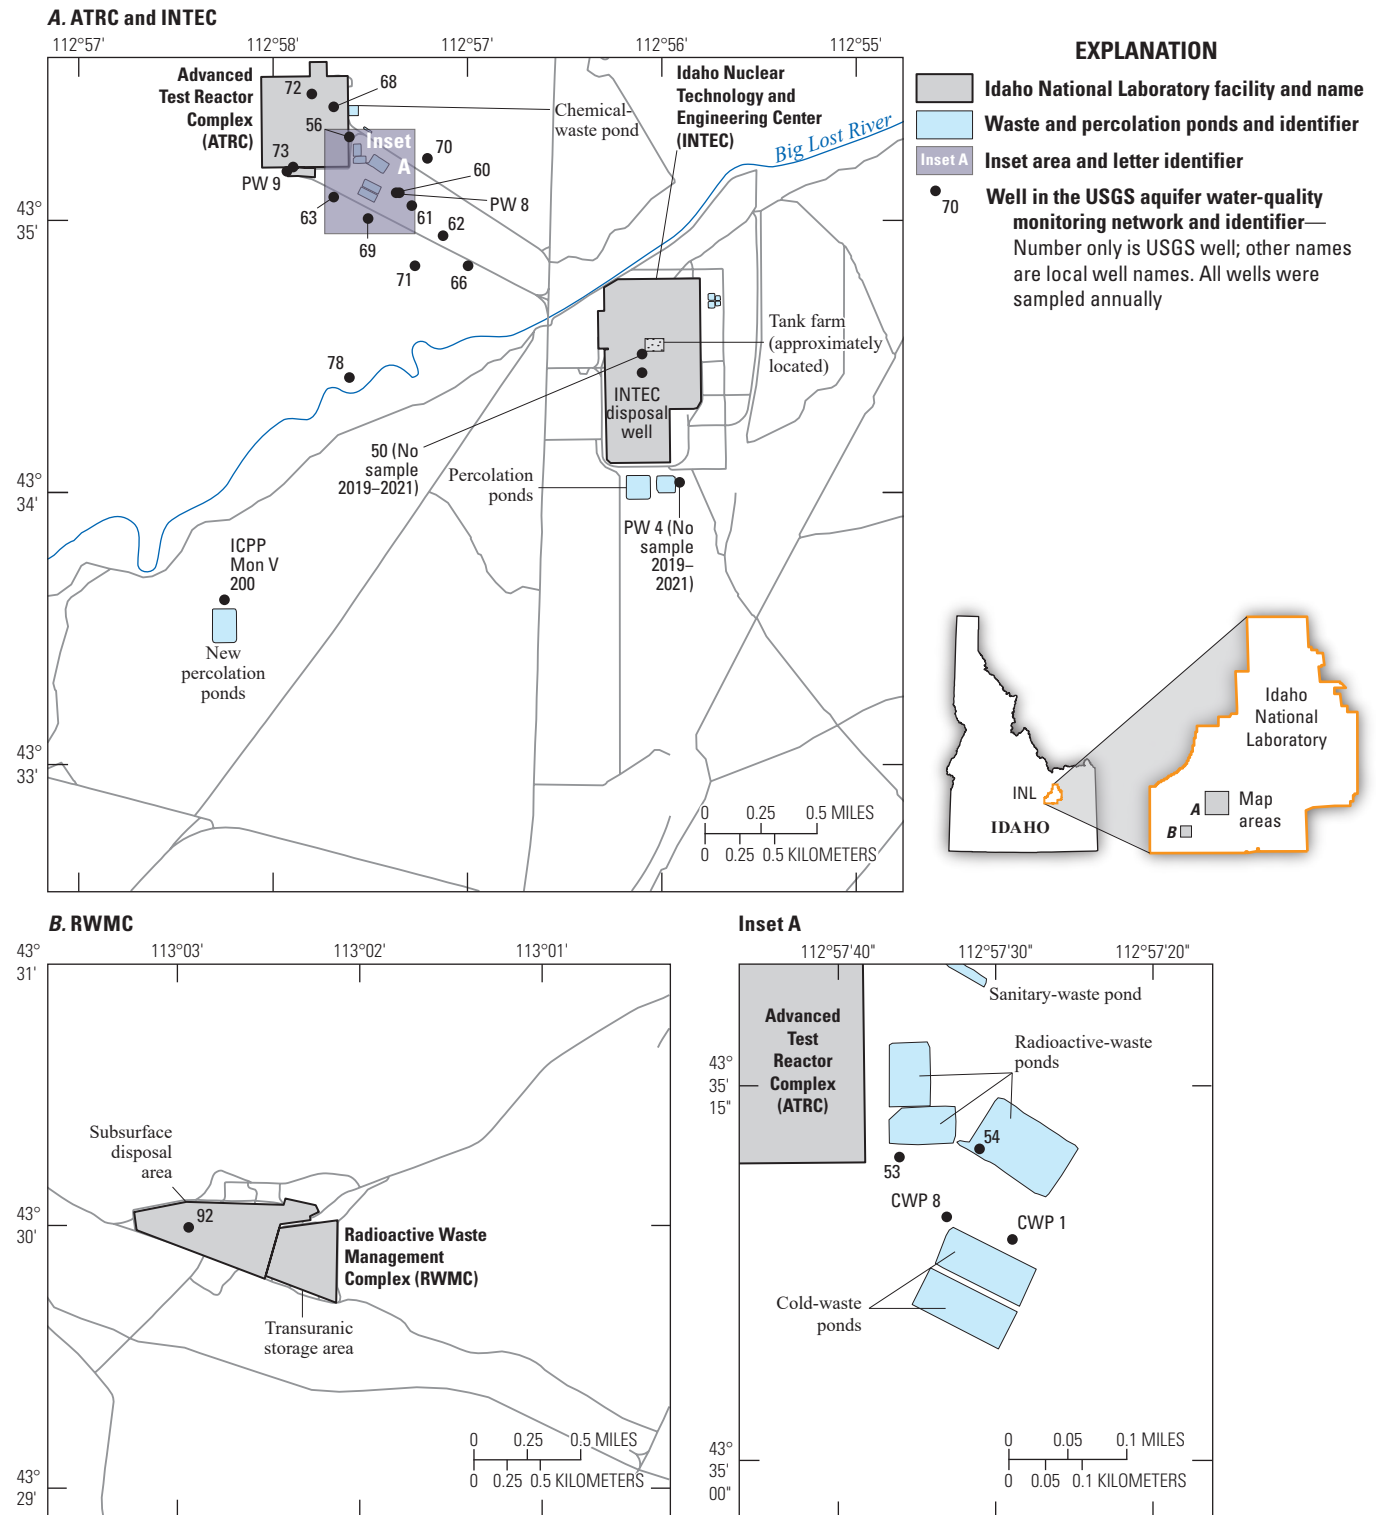 A. ATRC and INTEC
112°57'
112°58'
112°57'
112°56'
112°55'
Advanced
Test Reactor
Complex
(ATRC)
72
68
56
73
PW 9
Chemical-
waste pond
Inset
A
70
60
PW 8
63
61
62
69
71
66
Idaho Nuclear
Technology and
Engineering Center
(INTEC)
Big Lost River
43°
35'
78
Tank farm
(approximately
located)
INTEC
disposal
well
50 (No
sample
2019–2021)
Percolation
ponds
43°
34'
PW 4 (No
sample
2019–
2021)
ICPP
Mon V
200
New
percolation
ponds
43°
33'
0 0.25 0.5 MILES
0 0.25 0.5 KILOMETERS
EXPLANATION
Idaho National Laboratory facility and name
Waste and percolation ponds and identifier
Inset A
Inset area and letter identifier
70
Well in the USGS aquifer water-quality
monitoring network and identifier—
Number only is USGS well; other names
are local well names. All wells were
sampled annually
INL
IDAHO
Idaho
National
Laboratory
A
B
Map
areas
B. RWMC
43°
31'
113°03'
113°02'
113°01'
Subsurface
disposal
area
92
43°
30'
Radioactive Waste
Management
Complex (RWMC)
Transuranic
storage area
0 0.25 0.5 MILES
0 0.25 0.5 KILOMETERS
43°
29'
Inset A
112°57'40"
112°57'30"
112°57'20"
Advanced
Test
Reactor
Complex
(ATRC)
Sanitary-waste pond
Radioactive-waste
ponds
43°
35'
15"
54
53
CWP 8
CWP 1
Cold-waste
ponds
0 0.05 0.1 MILES
0 0.05 0.1 KILOMETERS
43°
35'
00"